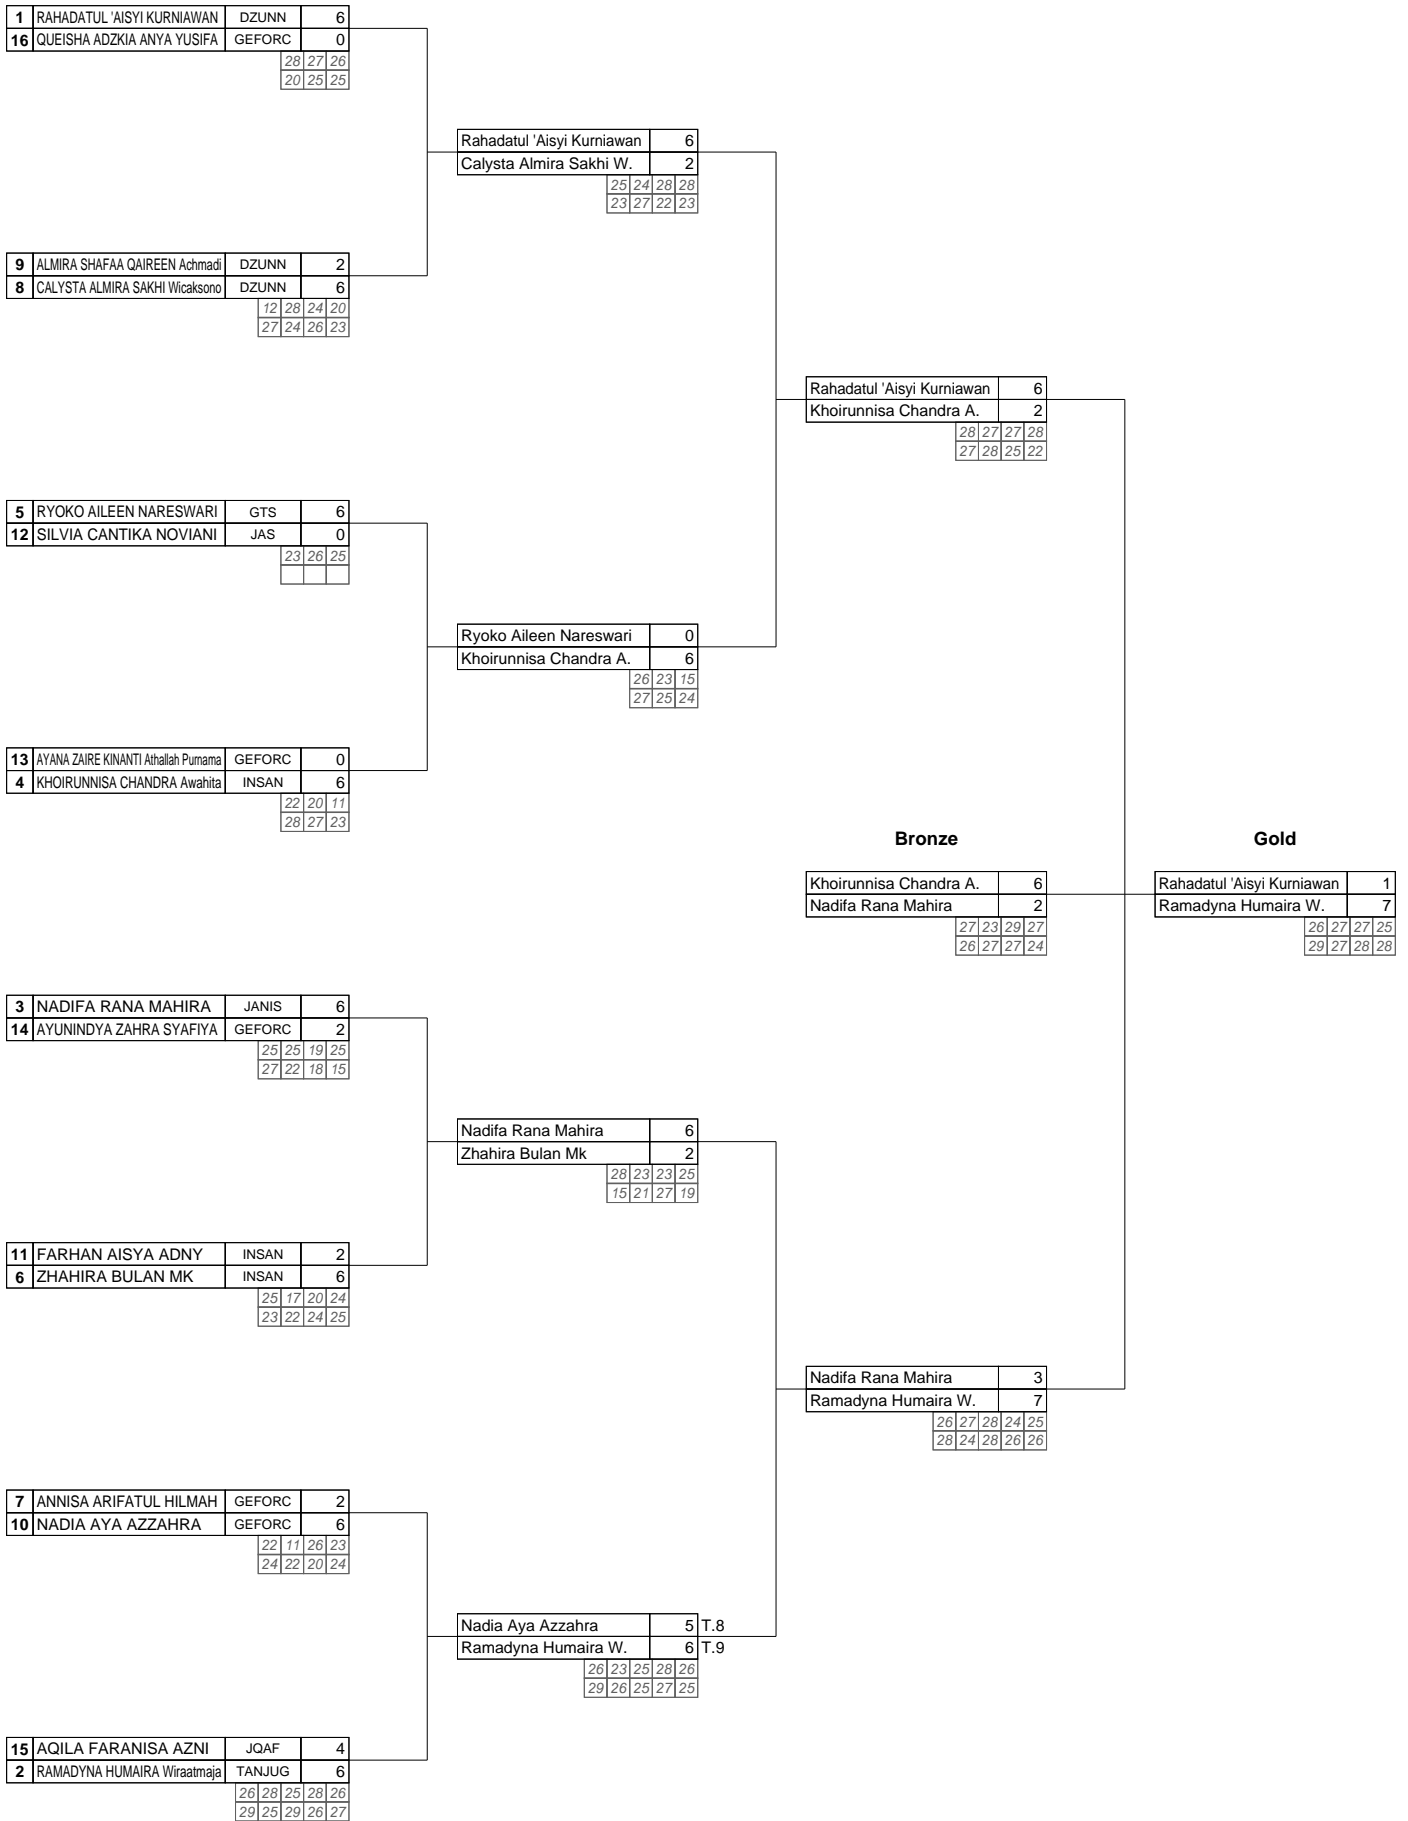 1 RAHADATUL 'AISYI KURNIAWAN DZUNN 6
16 QUEISHA ADZKIA ANYA YUSIFA GEFORC 0
28 27 26
20 25 25
Rahadatul 'Aisyi Kurniawan 6
Calysta Almira Sakhi W. 2
25 24 28 28
23 27 22 23
9 ALMIRA SHAFAA QAIREEN Achmadi DZUNN 2
8 CALYSTA ALMIRA SAKHI Wicaksono DZUNN 6
12 28 24 20
27 24 26 23
Rahadatul 'Aisyi Kurniawan 6
Khoirunnisa Chandra A. 2
28 27 27 28
27 28 25 22
5 RYOKO AILEEN NARESWARI GTS 6
12 SILVIA CANTIKA NOVIANI JAS 0
23 26 25
Ryoko Aileen Nareswari 0
Khoirunnisa Chandra A. 6
26 23 15
27 25 24
13 AYANA ZAIRE KINANTI Athallah Purnama GEFORC 0
4 KHOIRUNNISA CHANDRA Awahita INSAN 6
22 20 11
28 27 23
Bronze Gold
Khoirunnisa Chandra A. 6 Rahadatul 'Aisyi Kurniawan 1
Nadifa Rana Mahira 2 Ramadyna Humaira W. 7
27 23 29 27 26 27 27 25
26 27 27 24 29 27 28 28
3 NADIFA RANA MAHIRA JANIS 6
14 AYUNINDYA ZAHRA SYAFIYA GEFORC 2
25 25 19 25
27 22 18 15
Nadifa Rana Mahira 6
Zhahira Bulan Mk 2
28 23 23 25
15 21 27 19
11 FARHAN AISYA ADNY INSAN 2
6 ZHAHIRA BULAN MK INSAN 6
25 17 20 24
23 22 24 25
Nadifa Rana Mahira 3
Ramadyna Humaira W. 7
26 27 28 24 25
28 24 28 26 26
7 ANNISA ARIFATUL HILMAH GEFORC 2
10 NADIA AYA AZZAHRA GEFORC 6
22 11 26 23
24 22 20 24
Nadia Aya Azzahra 5 T.8
Ramadyna Humaira W. 6 T.9
26 23 25 28 26
29 26 25 27 25
15 AQILA FARANISA AZNI JQAF 4
2 RAMADYNA HUMAIRA Wiraatmaja TANJUG 6
26 28 25 28 26
29 25 29 26 27